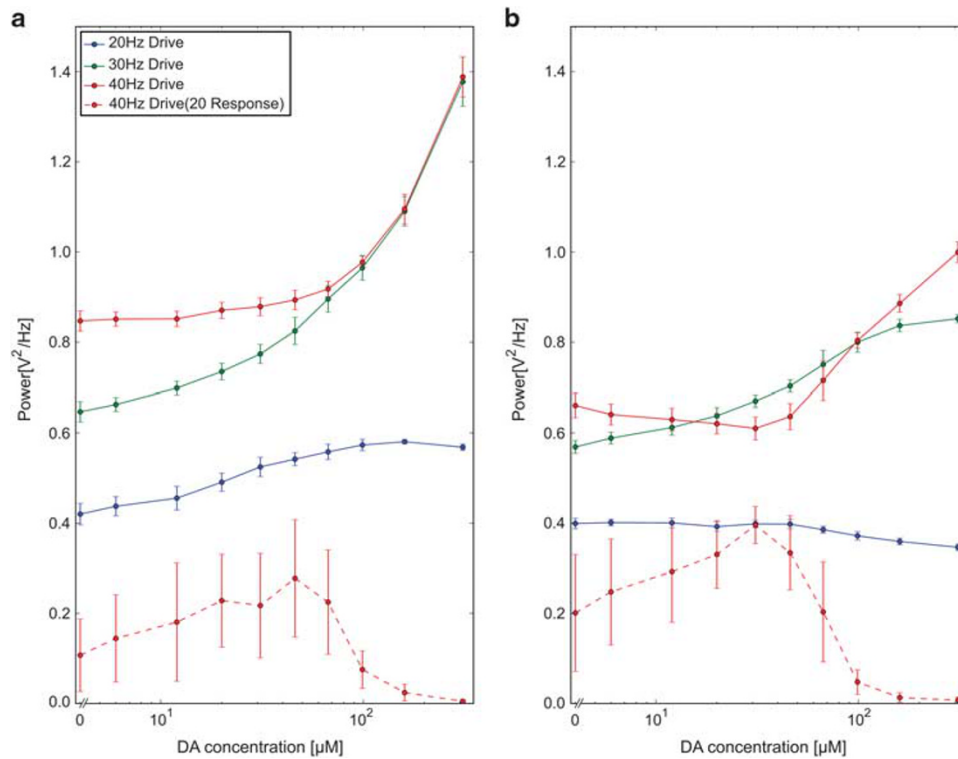 a
b
20Hz Drive
30Hz Drive
40Hz Drive
40Hz Drive(20 Response)
Power[V²/Hz]
1.4
1.2
1.0
0.8
0.6
0.4
0.2
0.0
0
10¹
10²
DA concentration [µM]
Power[V²/Hz]
1.4
1.2
1.0
0.8
0.6
0.4
0.2
0.0
0
10¹
10²
DA concentration [µM]